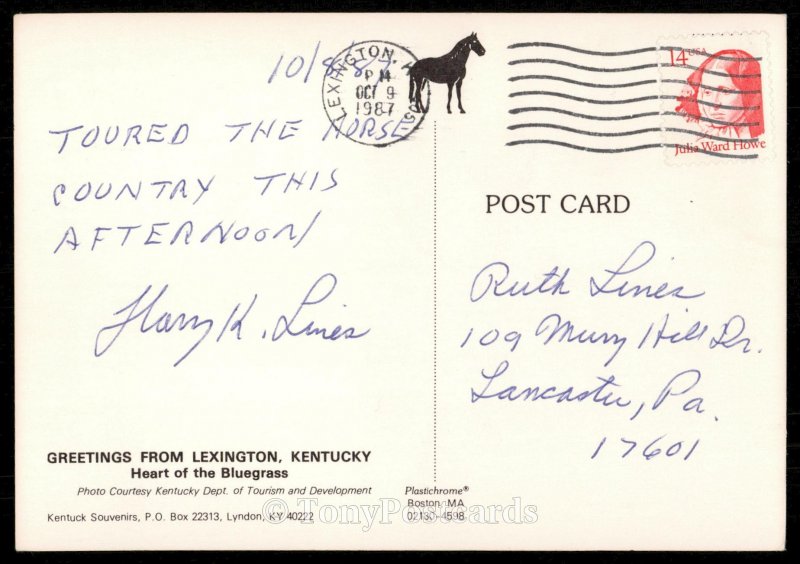 10/8/87
TOURED THE HORSE
COUNTRY THIS
AFTERNOON
Harry K. Lines
GREETINGS FROM LEXINGTON, KENTUCKY
Heart of the Bluegrass
Photo Courtesy Kentucky Dept. of Tourism and Development
Kentuck Souvenirs, P.O. Box 22313, Lyndon, KY 40222
Plastichrome®
Boston, MA
02130-4598
LEXINGTON, K
PM
OCT 9
1987
14 USA
Julia Ward Howe
POST CARD
Ruth Lines
109 Mury Hill Dr.
Lancaster, Pa.
17601
© TonyPostcards